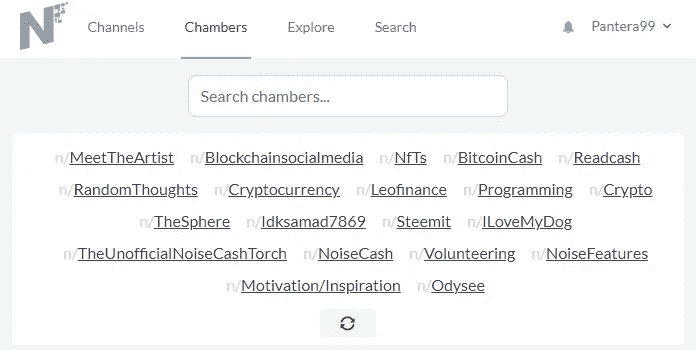 N Channels Chambers Explore Search Pantera99
Search chambers...
n/MeetTheArtist n/Blockchainsocialmedia n/NfTs n/BitcoinCash n/Readcash
n/RandomThoughts n/Cryptocurrency n/Leofinance n/Programming n/Crypto
n/TheSphere n/Idksamad7869 n/Steemit n/ILoveMyDog
n/TheUnofficialNoiseCashTorch n/NoiseCash n/Volunteering n/NoiseFeatures
n/Motivation/Inspiration n/Odysee